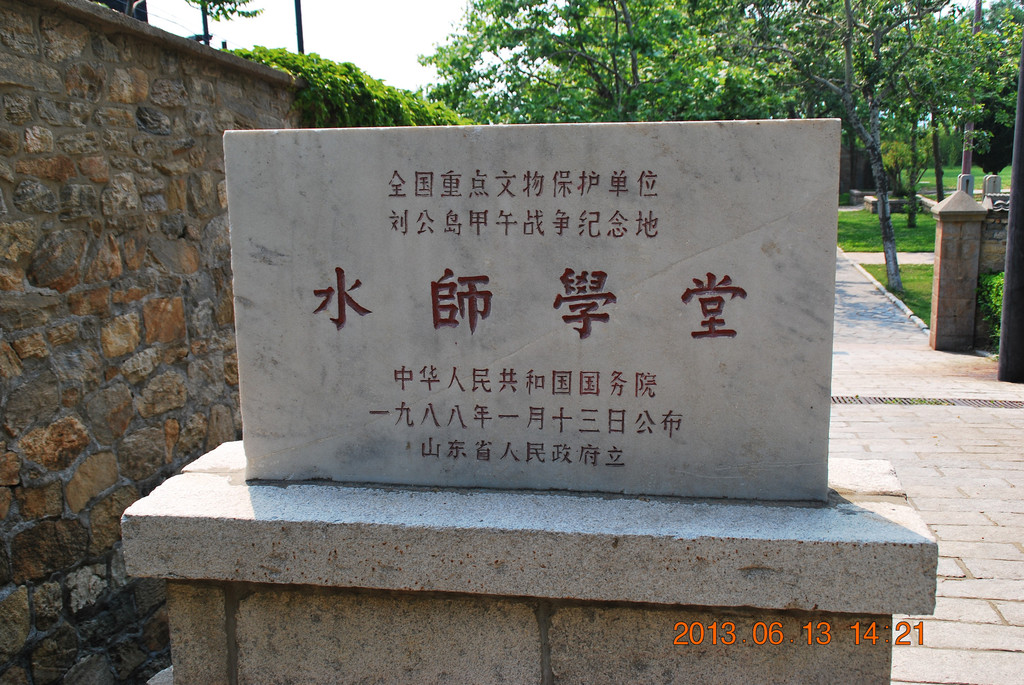 全国重点文物保护单位
刘公岛甲午战争纪念地
水師學堂
中华人民共和国国务院
一九八八年一月十三日公布
山东省人民政府立
2013.06.13 14:21